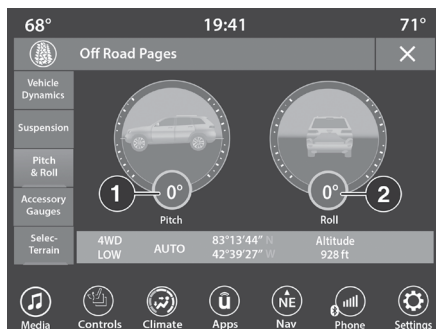 68° 19:41 71°
Off Road Pages
Vehicle
Dynamics
Suspension
Pitch
& Roll
Accessory
Gauges
Selec-
Terrain
1 0° 0° 2
Pitch Roll
4WD
LOW
AUTO
83°13'44" N
42°39'27" W
Altitude
928 ft
û NE
Media Controls Climate Apps Nav Phone Settings